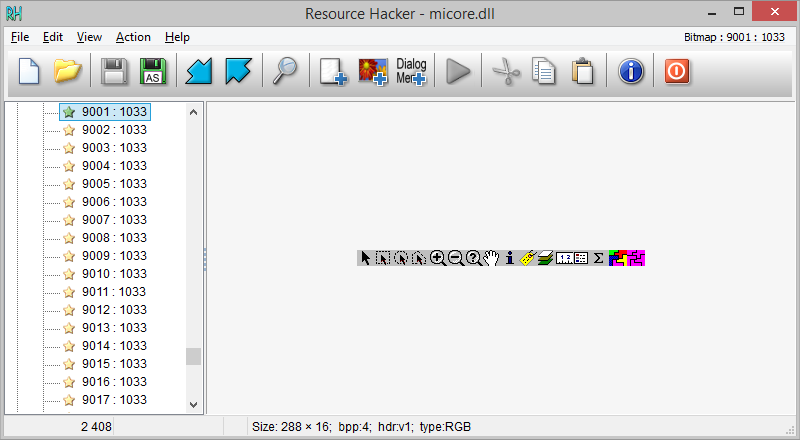 RH
Resource Hacker - micore.dll
File Edit View Action Help
Bitmap : 9001 : 1033
AS
Dialog
Menu
9001 : 1033
9002 : 1033
9003 : 1033
9004 : 1033
9005 : 1033
9006 : 1033
9007 : 1033
9008 : 1033
9009 : 1033
9010 : 1033
9011 : 1033
9012 : 1033
9013 : 1033
9014 : 1033
9015 : 1033
9016 : 1033
9017 : 1033
2 408
Size: 288 × 16; bpp:4; hdr:v1; type:RGB